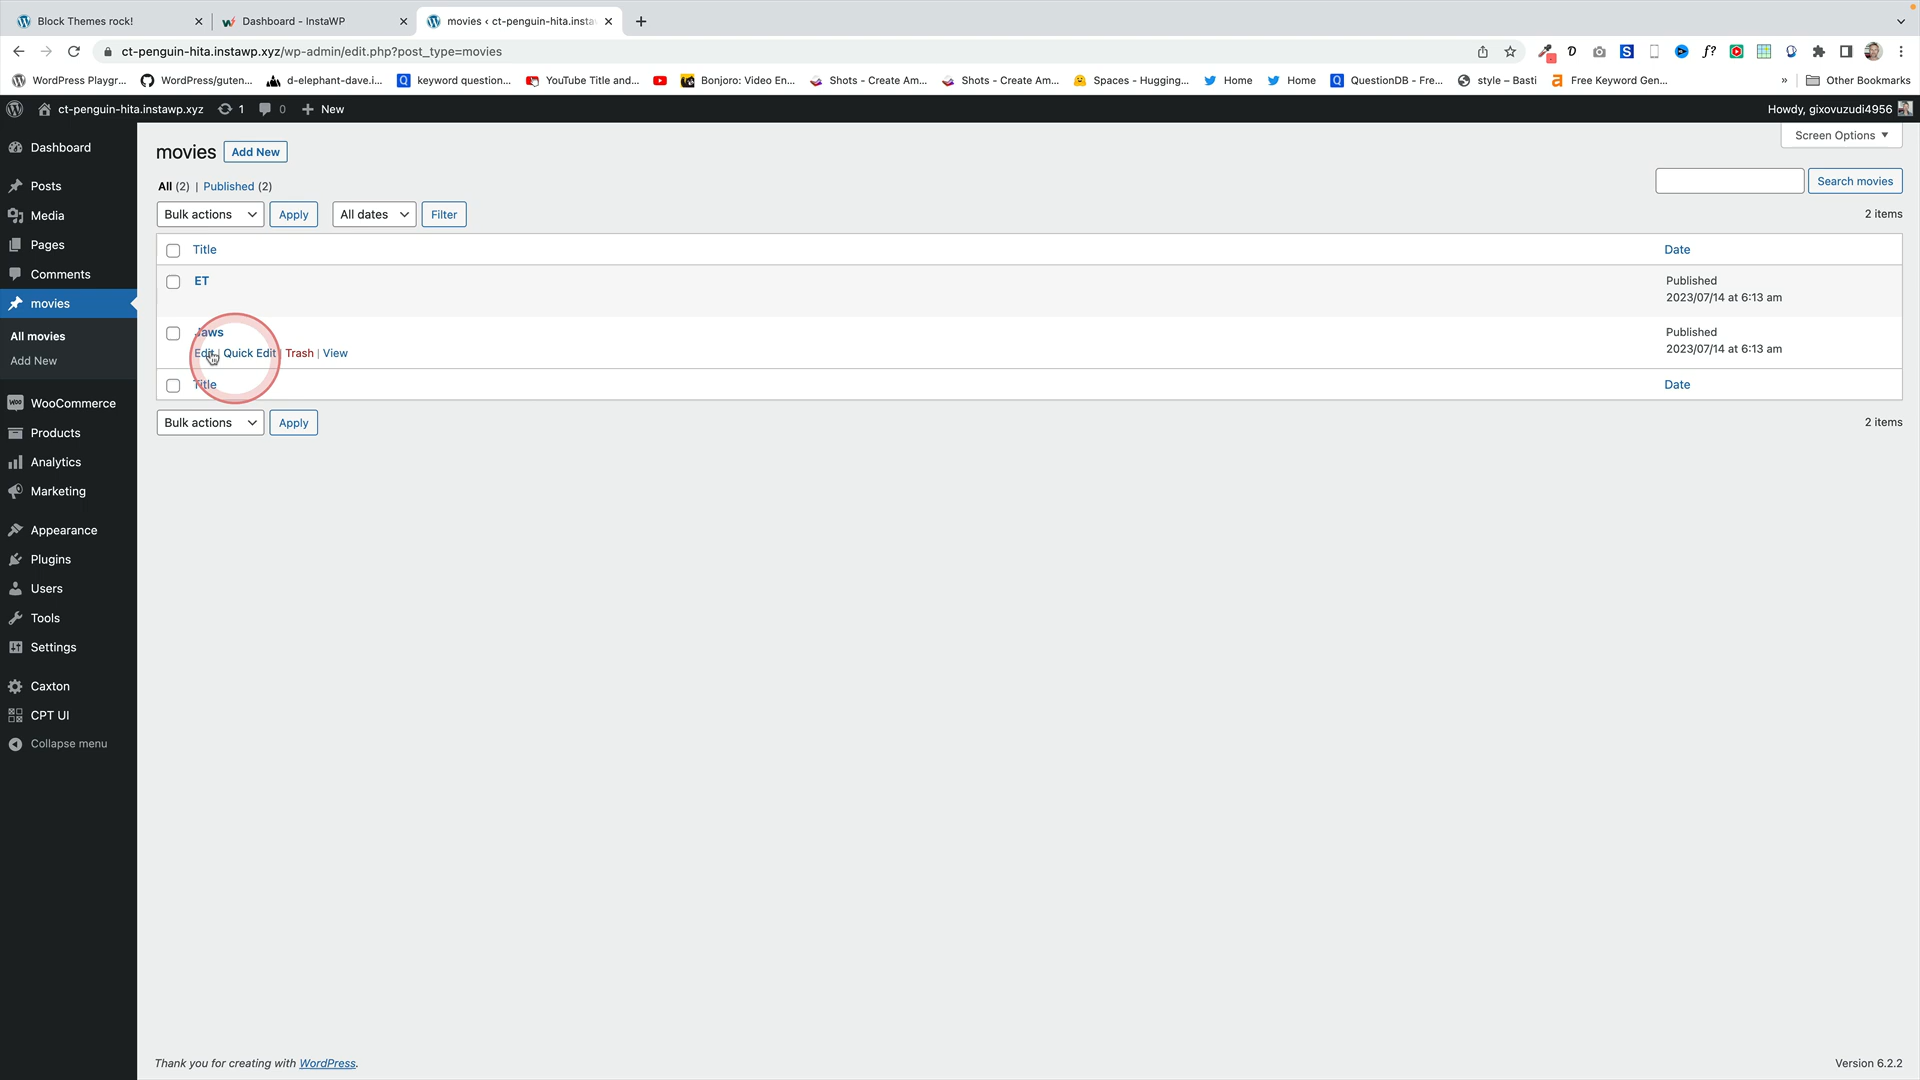 Block Themes rock!
Dashboard - InstaWP
movies ‹ ct-penguin-hita.insta
ct-penguin-hita.instawp.xyz/wp-admin/edit.php?post_type=movies
WordPress Playgr...
WordPress/guten...
d-elephant-dave.i...
keyword question...
YouTube Title and...
Bonjoro: Video En...
Shots - Create Am...
Shots - Create Am...
Spaces - Hugging...
Home
Home
QuestionDB - Fre...
style – Basti
Free Keyword Gen...
»
Other Bookmarks
ct-penguin-hita.instawp.xyz
1
0
New
Howdy, gixovuzudi4956
Dashboard
Posts
Media
Pages
Comments
movies
All movies
Add New
WooCommerce
Products
Analytics
Marketing
Appearance
Plugins
Users
Tools
Settings
Caxton
CPT UI
Collapse menu
movies
Add New
Screen Options
All (2) | Published (2)
Search movies
Bulk actions
Apply
All dates
Filter
2 items
Title
Date
ET
Published
2023/07/14 at 6:13 am
Jaws
Edit | Quick Edit | Trash | View
Published
2023/07/14 at 6:13 am
Title
Date
Bulk actions
Apply
2 items
Thank you for creating with WordPress.
Version 6.2.2